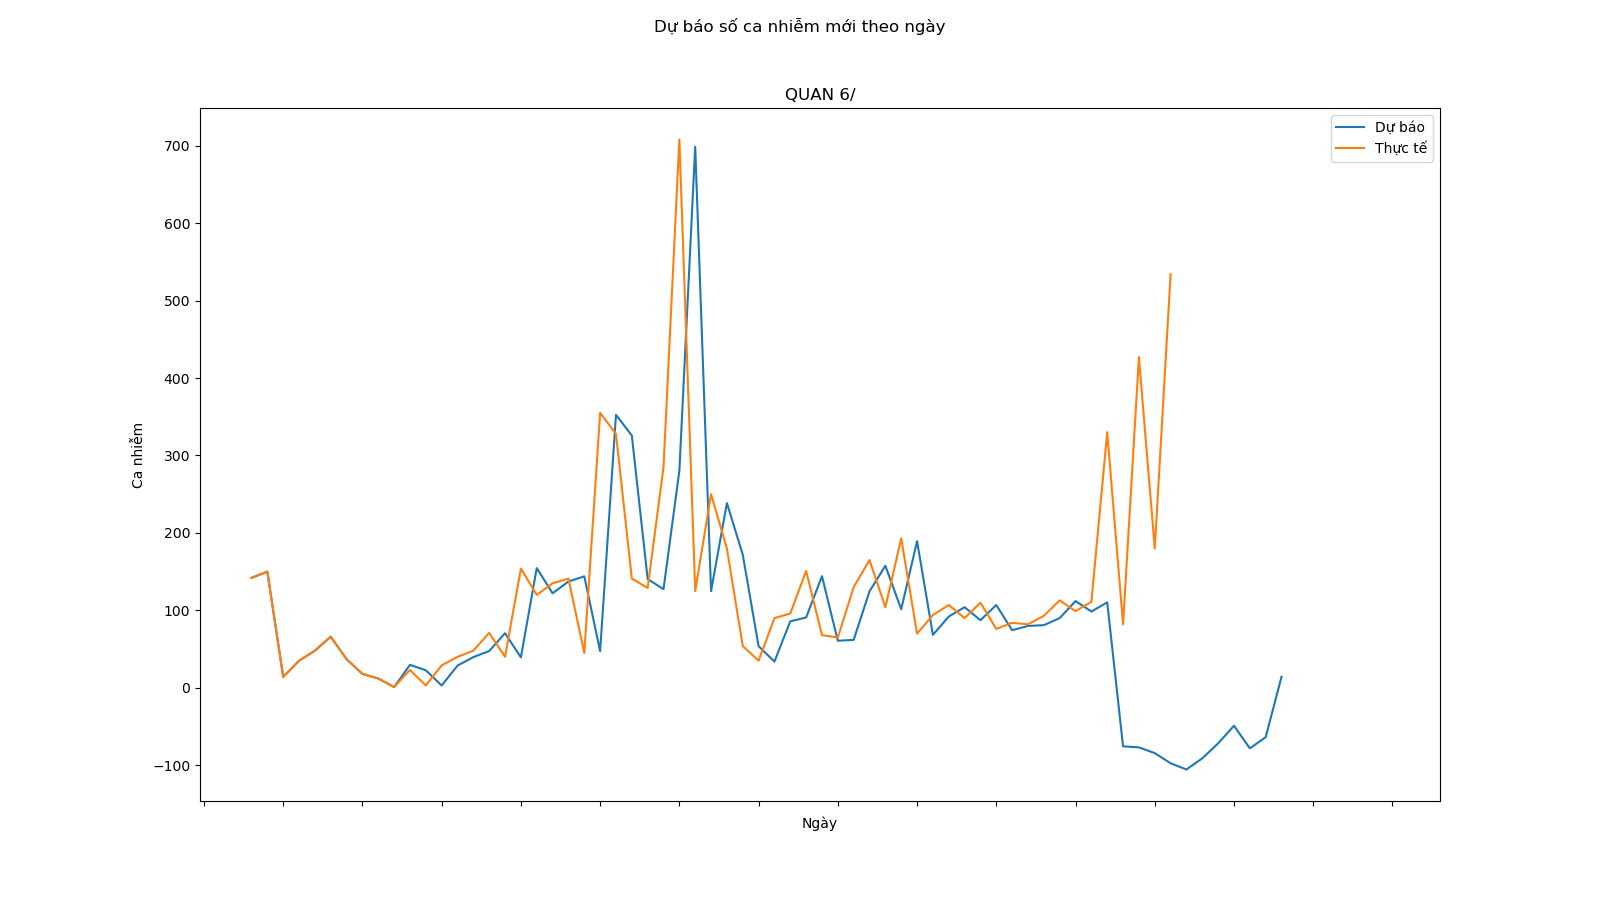 Dự báo số ca nhiễm mới theo ngày
QUAN 6/
Dự báo
Thực tế
700
600
500
400
300
200
100
0
−100
Ca nhiễm
Ngày